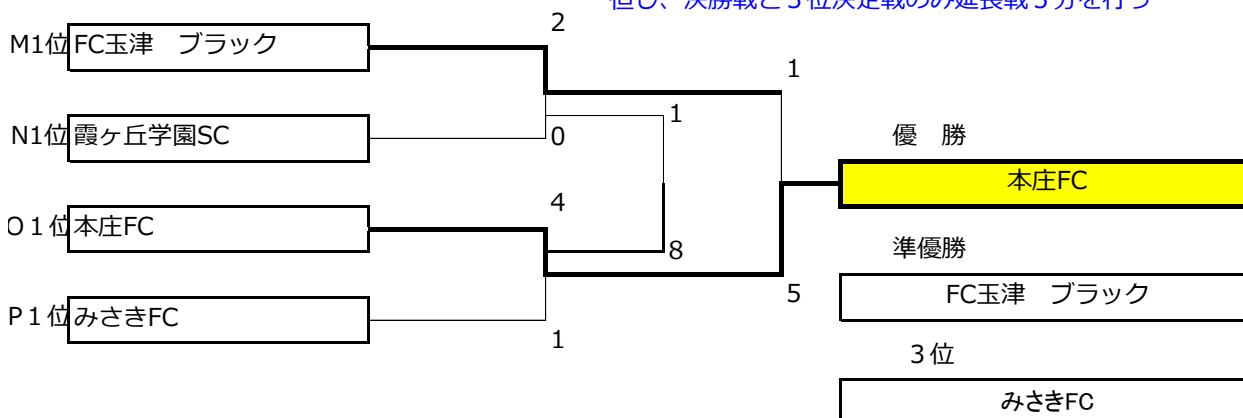 但し、決勝戦と３位決定戦のみ延長戦５分を行う
2
M1位 FC玉津　ブラック
1
1
N1位 霞ヶ丘学園SC
0
優　勝
本庄FC
4
O１位 本庄FC
8
準優勝
5
FC玉津　ブラック
P１位 みさきFC
1
３位
みさきFC